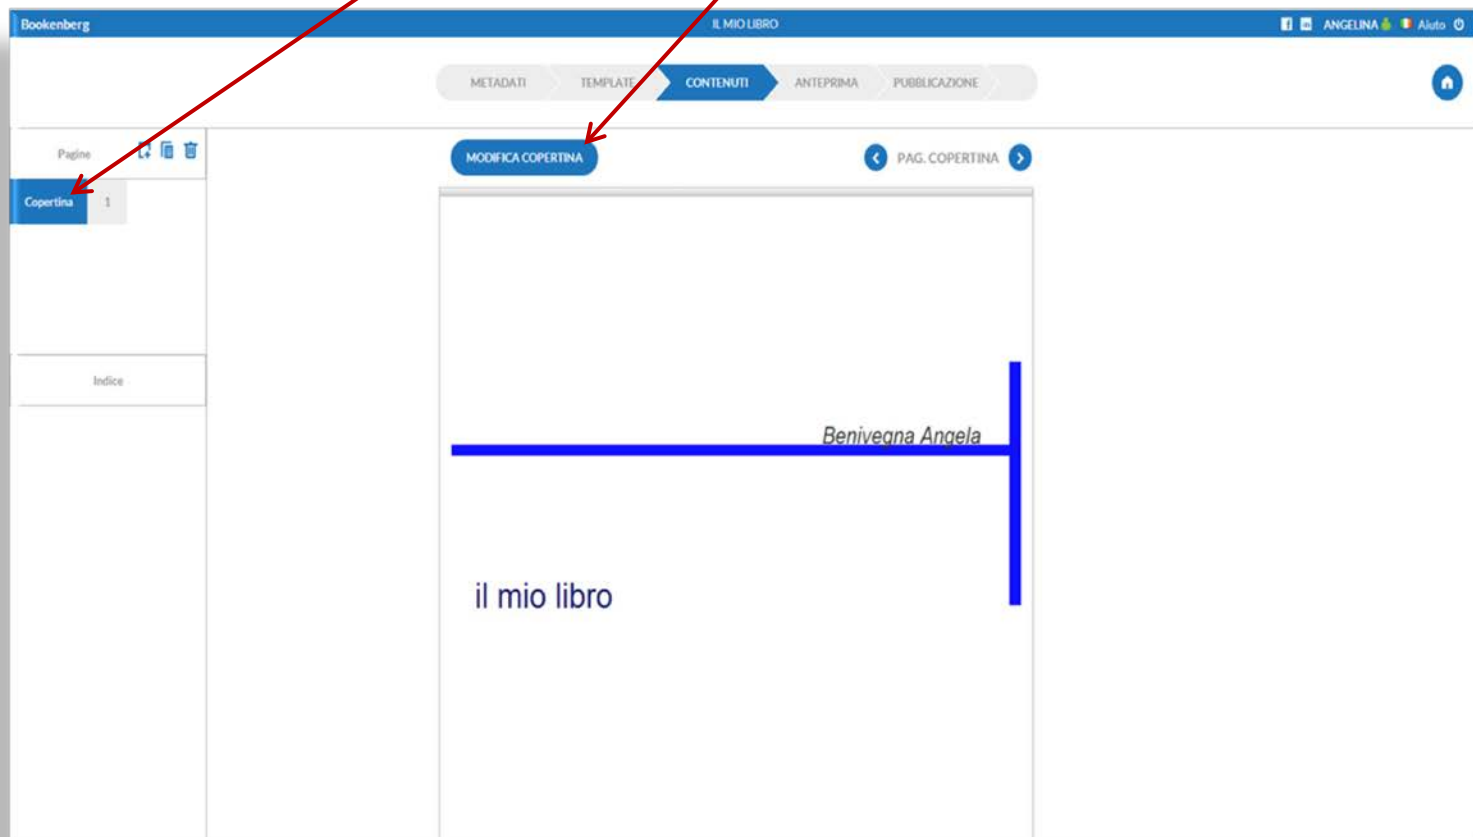 Bookenberg IL MIO LIBRO ANGELINA Aiuto
METADATI TEMPLATE CONTENUTI ANTEPRIMA PUBBLICAZIONE
Pagine MODIFICA COPERTINA PAG. COPERTINA
Copertina 1
Indice
Benivegna Angela
il mio libro